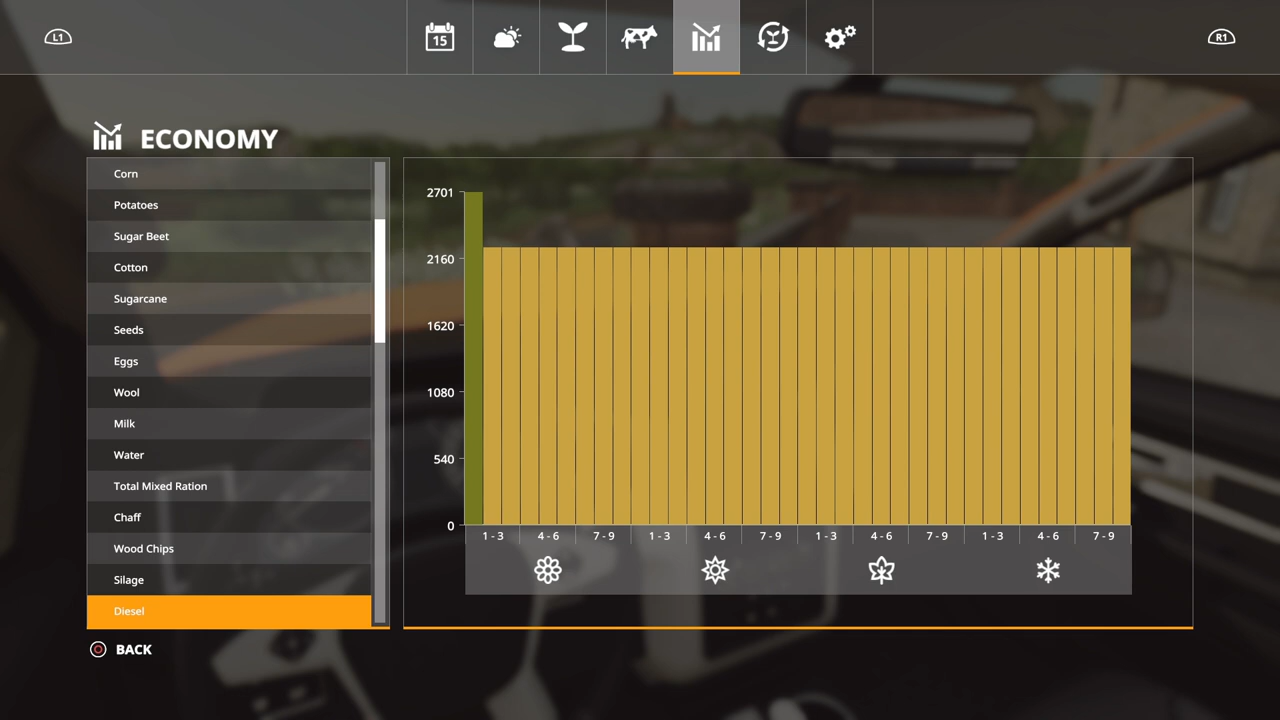 L1
15
R1
ECONOMY
Corn
Potatoes
Sugar Beet
Cotton
Sugarcane
Seeds
Eggs
Wool
Milk
Water
Total Mixed Ration
Chaff
Wood Chips
Silage
Diesel
2701
2160
1620
1080
540
0
1 - 3 4 - 6 7 - 9 1 - 3 4 - 6 7 - 9 1 - 3 4 - 6 7 - 9 1 - 3 4 - 6 7 - 9
BACK